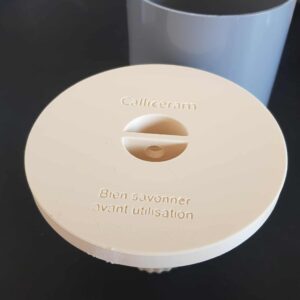 Calliceram
Bien savonner
avant utilisation